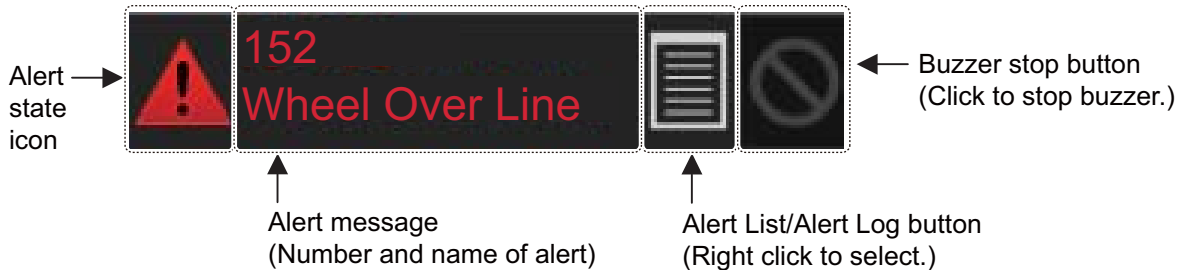 152
Wheel Over Line
Alert
state
icon
Buzzer stop button
(Click to stop buzzer.)
Alert message
(Number and name of alert)
Alert List/Alert Log button
(Right click to select.)